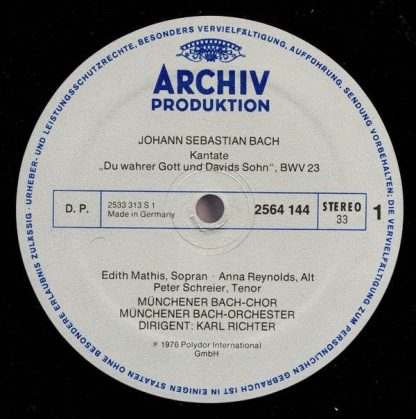 ARCHIV
PRODUKTION
JOHANN SEBASTIAN BACH
Kantate
„Du wahrer Gott und Davids Sohn“, BWV 23
D. P.
2533 313 S 1
Made in Germany
2564 144
STEREO
33
1
Edith Mathis, Sopran · Anna Reynolds, Alt
Peter Schreier, Tenor
MÜNCHENER BACH-CHOR
MÜNCHENER BACH-ORCHESTER
DIRIGENT: KARL RICHTER
℗ 1976 Polydor International
GmbH
URHEBER- UND LEISTUNGSSCHUTZRECHTE, BESONDERS VERVIELFÄLTIGUNG, AUFFÜHRUNG, SENDUNG VORBEHALTEN; DIE VERVIELFÄLTIGUNG ZUM PERSÖNLICHEN GEBRAUCH IST IN EINIGEN STAATEN OHNE BESONDERE ERLAUBNIS ZULÄSSIG ·